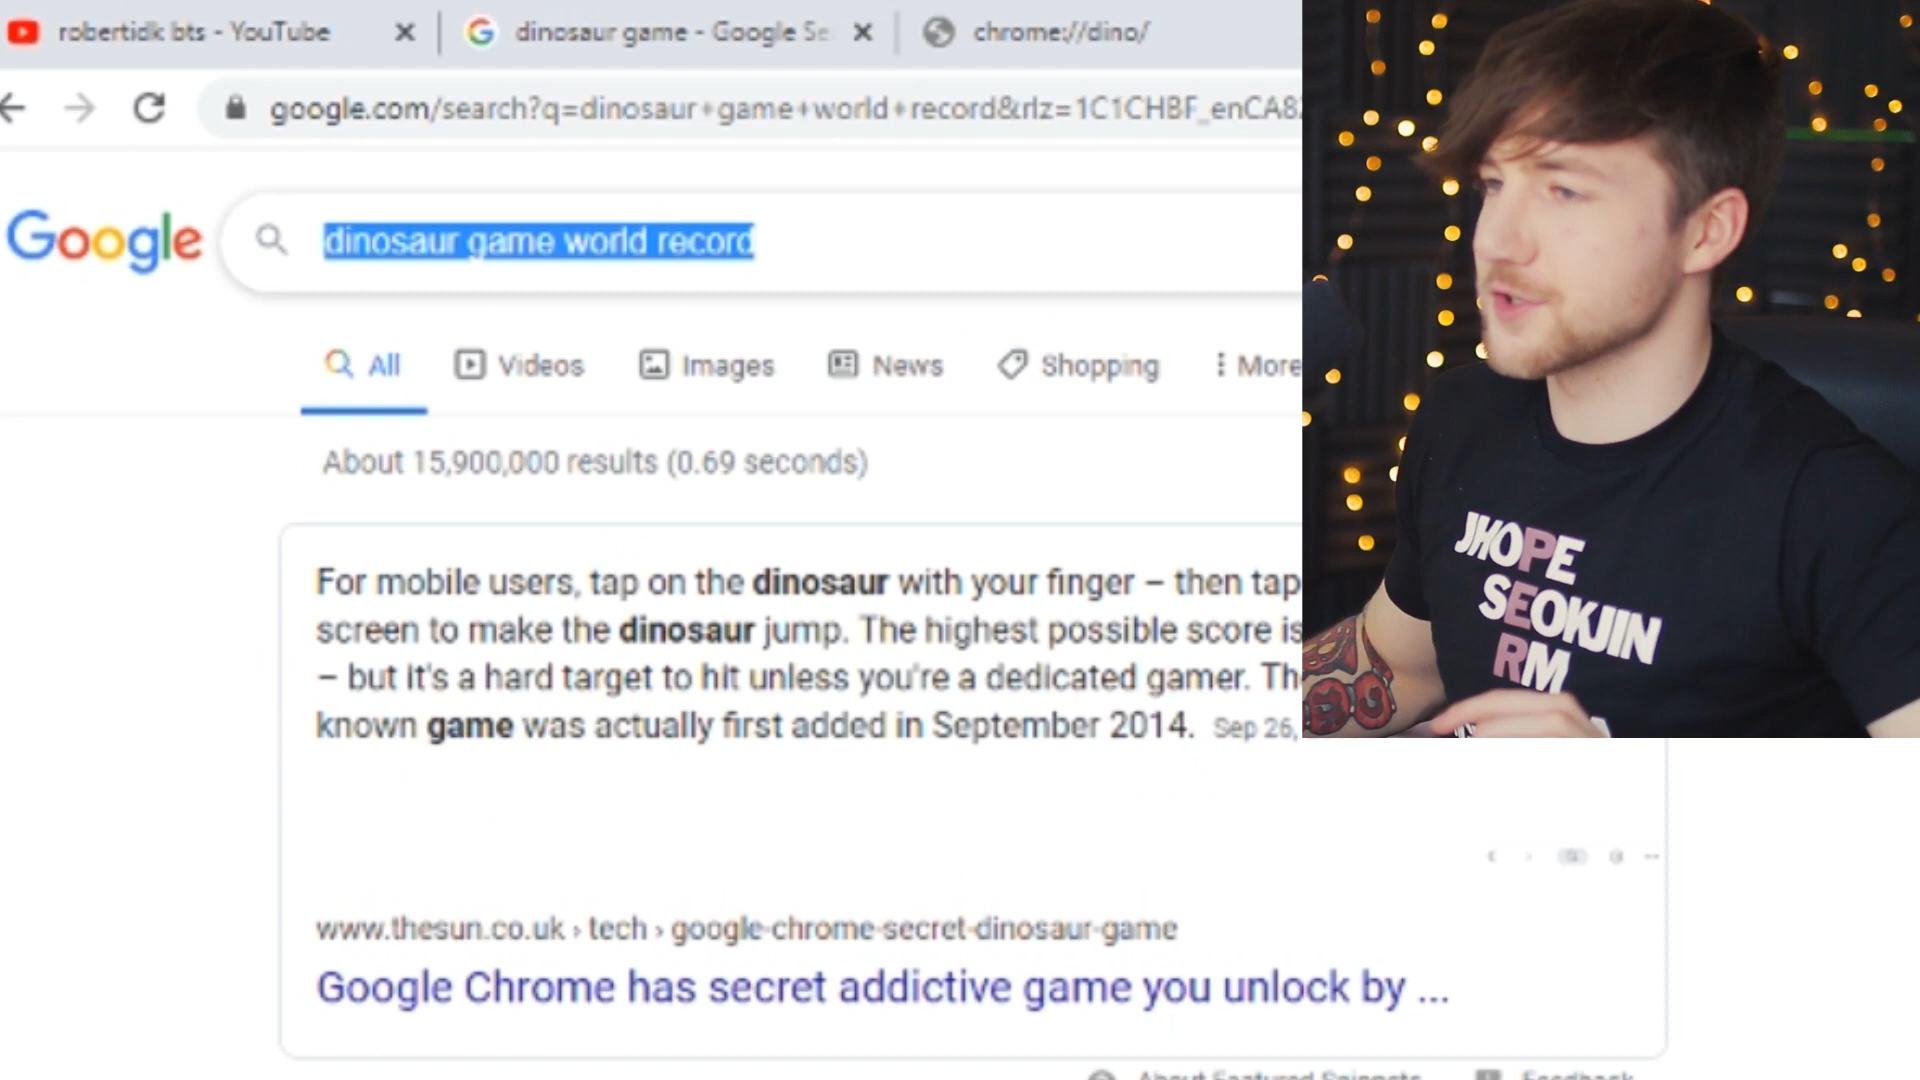 robertidk bts - YouTube
dinosaur game - Google Se
chrome://dino/
google.com/search?q=dinosaur+game+world+record&rlz=1C1CHBF_enCA8
Google
dinosaur game world record
All
Videos
Images
News
Shopping
More
About 15,900,000 results (0.69 seconds)
For mobile users, tap on the dinosaur with your finger – then tap
screen to make the dinosaur jump. The highest possible score is
– but it's a hard target to hit unless you're a dedicated gamer. Th
known game was actually first added in September 2014. Sep 26,
www.thesun.co.uk › tech › google-chrome-secret-dinosaur-game
Google Chrome has secret addictive game you unlock by ...
About Featured Snippets
Feedback
JHOPE
SEOKJIN
RM